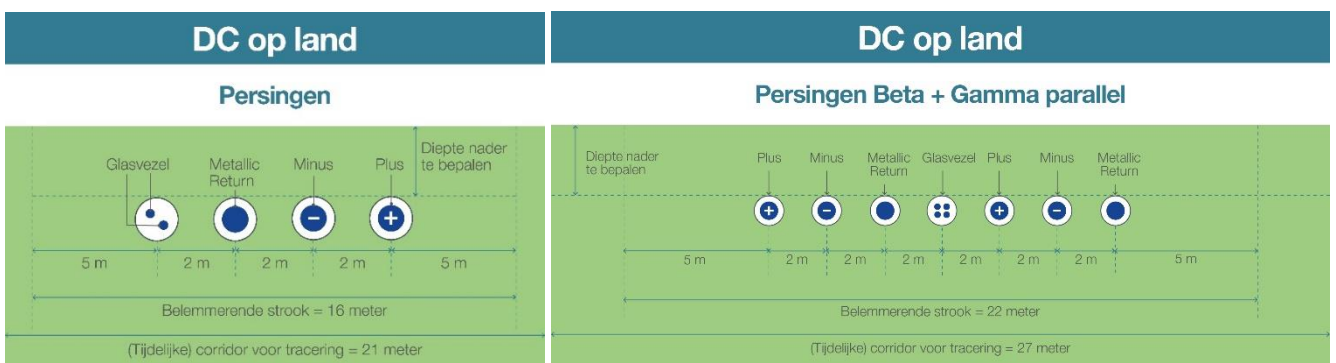 DC op land
Persingen
Diepte nader
te bepalen
Glasvezel
Metallic
Return
Minus
Plus
5 m
2 m
2 m
2 m
5 m
Belemmerende strook = 16 meter
(Tijdelijke) corridor voor tracering = 21 meter
DC op land
Persingen Beta + Gamma parallel
Diepte nader
te bepalen
Plus
Minus
Metallic
Return
Glasvezel
Plus
Minus
Metallic
Return
5 m
2 m
2 m
2 m
2 m
2 m
2 m
5 m
Belemmerende strook = 22 meter
(Tijdelijke) corridor voor tracering = 27 meter